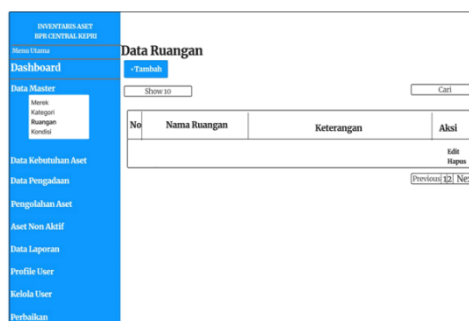 INVENTARIS ASET
BPR CENTRAL KEPRI
Menu Utama
Dashboard
Data Master
Merek
Kategori
Ruangan
Kondisi
Data Kebutuhan Aset
Data Pengadaan
Pengolahan Aset
Aset Non Aktif
Data Laporan
Profile User
Kelola User
Perbaikan
Data Ruangan
+Tambah
Show 10
Cari
No
Nama Ruangan
Keterangan
Aksi
Edit
Hapus
Previous 1 2 Ne